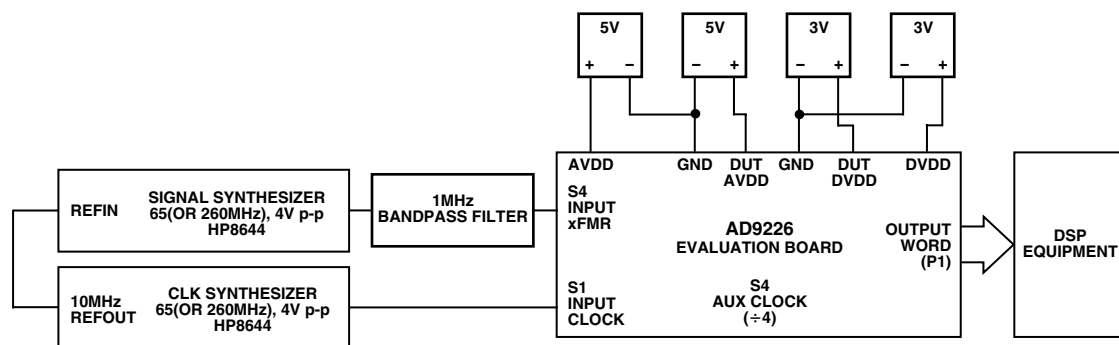 5V
+ −
5V
− +
3V
− +
3V
− +
AVDD
GND
DUT
AVDD
GND
DUT
DVDD
DVDD
REFIN
SIGNAL SYNTHESIZER
65(OR 260MHz), 4V p-p
HP8644
1MHz
BANDPASS FILTER
S4
INPUT
xFMR
AD9226
EVALUATION BOARD
OUTPUT
WORD
(P1)
DSP
EQUIPMENT
10MHz
REFOUT
CLK SYNTHESIZER
65(OR 260MHz), 4V p-p
HP8644
S1
INPUT
CLOCK
S4
AUX CLOCK
(÷4)